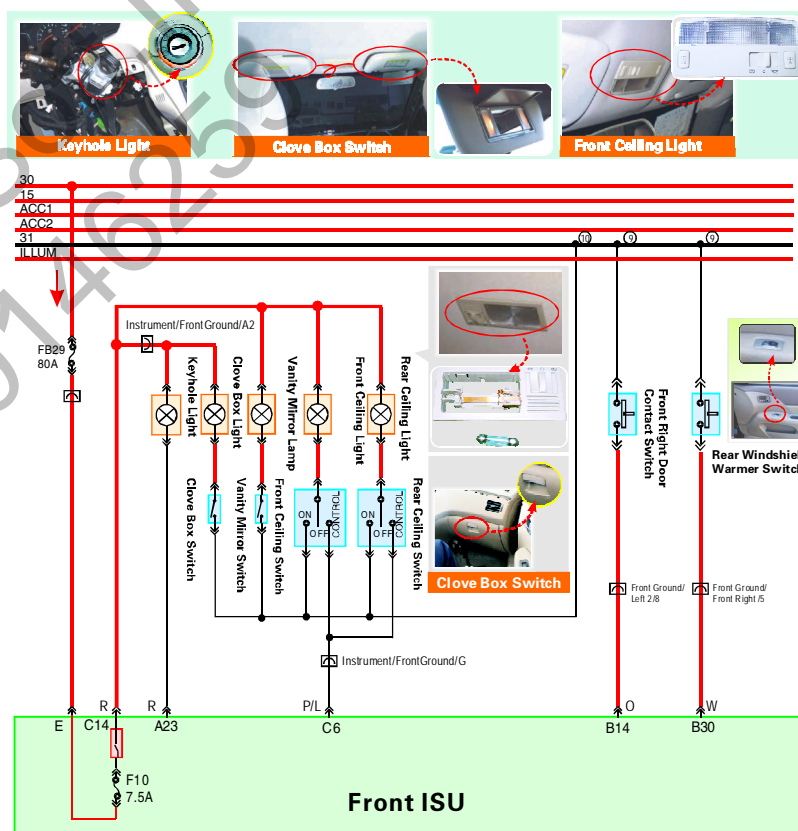 Keyhole Light
Clove Box Switch
Front Ceiling Light
30
15
ACC1
ACC2
31
ILLUM
10
9
9
Instrument/FrontGround/A2
FB29
80A
Keyhole Light
Clove Box Light
Vanity Mirror Lamp
Front Ceiling Light
Rear Ceiling Light
Clove Box Switch
Vanity Mirror Switch
Front Ceiling Switch
Rear Ceiling Switch
ON
OFF
CONTROL
ON
OFF
CONTROL
Clove Box Switch
Front Right Door
Contact Switch
Rear Windshiel
Warmer Switch
Front Ground/
Left 2/8
Front Ground/
Front Right /5
Instrument/FrontGround/G
R
R
P/L
O
W
E
C14
A23
C6
B14
B30
F10
7.5A
Front ISU